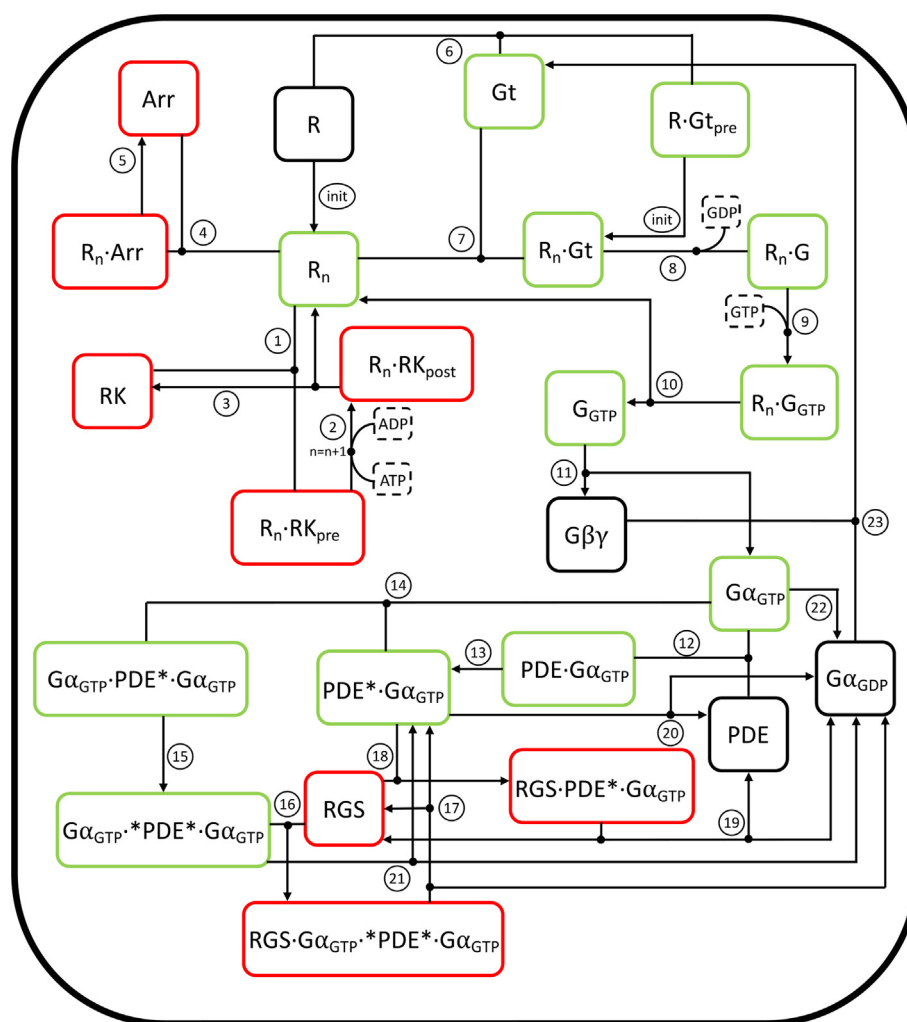 6
Arr
R
Gt
R·Gtpre
5
init
init
GDP
4
7
Rn·Arr
Rn
Rn·Gt
8
Rn·G
1
GTP
9
RK
3
Rn·RKpost
GGTP
10
Rn·GGTP
2
ADP
n=n+1
ATP
11
Rn·RKpre
Gβγ
23
14
GαGTP
22
13
12
GαGTP·PDE*·GαGTP
PDE*·GαGTP
PDE·GαGTP
GαGDP
20
PDE
15
18
16
RGS
17
RGS·PDE*·GαGTP
19
GαGTP·*PDE*·GαGTP
21
RGS·GαGTP·*PDE*·GαGTP